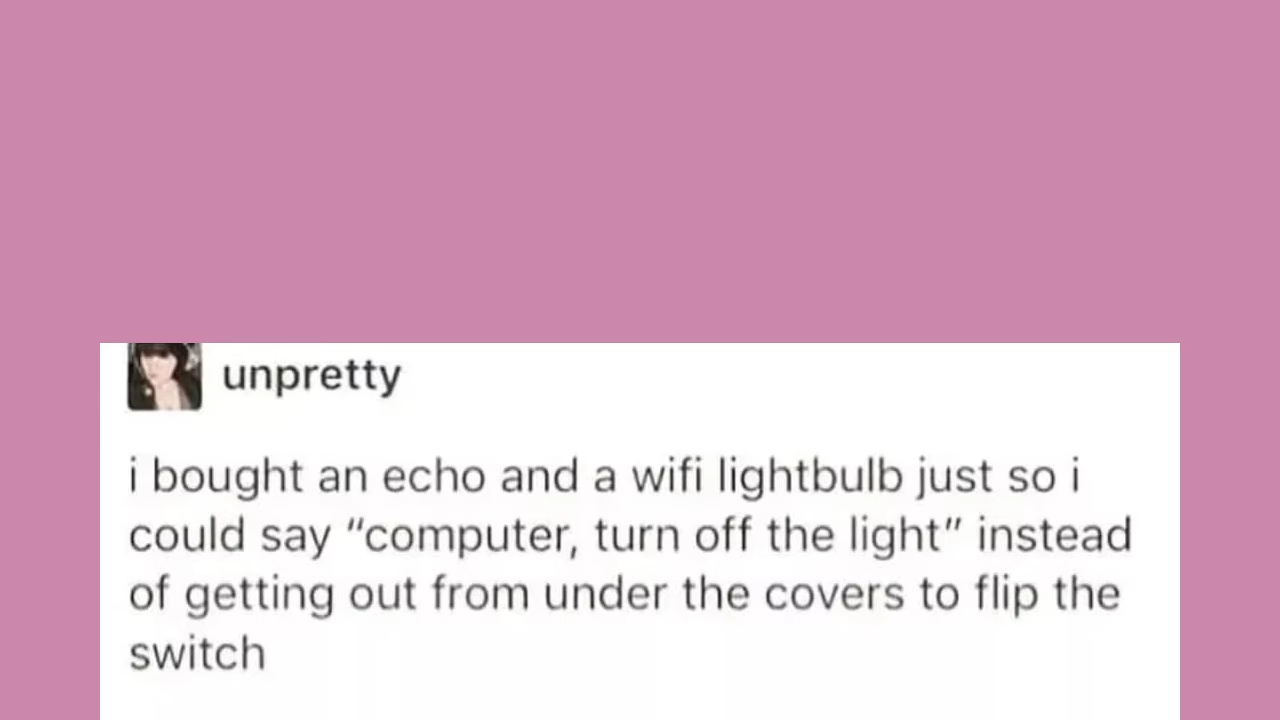 unpretty
i bought an echo and a wifi lightbulb just so i
could say “computer, turn off the light” instead
of getting out from under the covers to flip the
switch